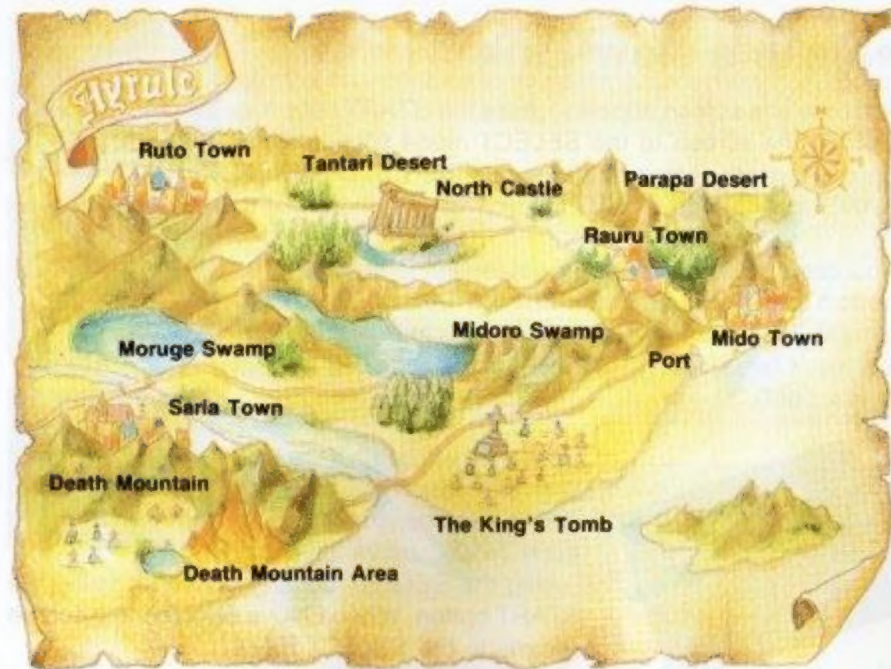 Hyrule
Ruto Town
Tantari Desert
North Castle
Parapa Desert
Rauru Town
Moruge Swamp
Midoro Swamp
Mido Town
Port
Saria Town
Death Mountain
The King's Tomb
Death Mountain Area